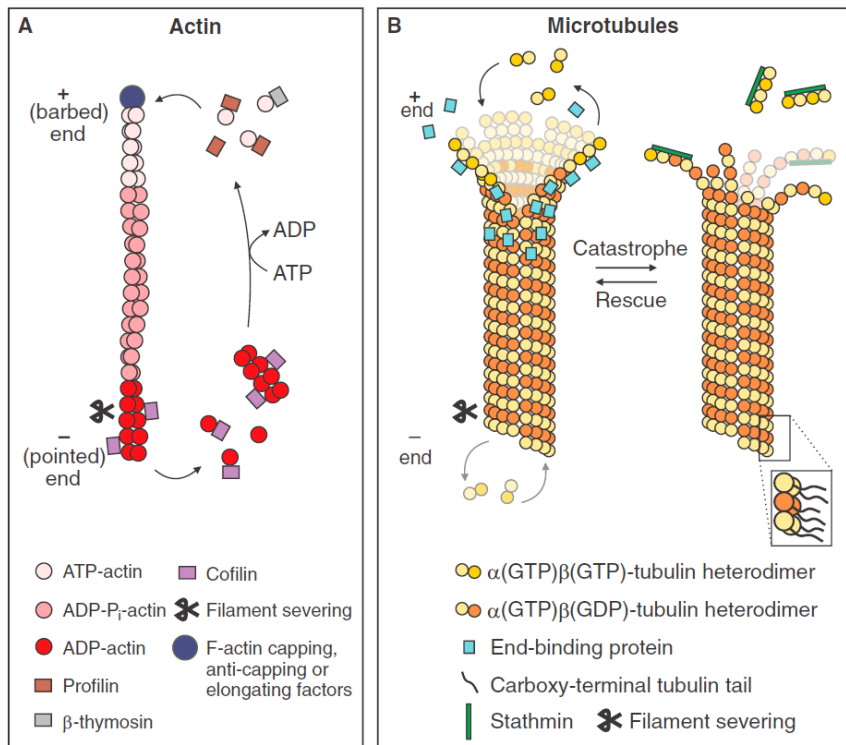 A
Actin
+
(barbed)
end
ADP
ATP
−
(pointed)
end
ATP-actin
ADP-Pi-actin
ADP-actin
Profilin
β-thymosin
Cofilin
Filament severing
F-actin capping,
anti-capping or
elongating factors
B
Microtubules
+
end
Catastrophe
Rescue
−
end
α(GTP)β(GTP)-tubulin heterodimer
α(GTP)β(GDP)-tubulin heterodimer
End-binding protein
Carboxy-terminal tubulin tail
Stathmin
Filament severing